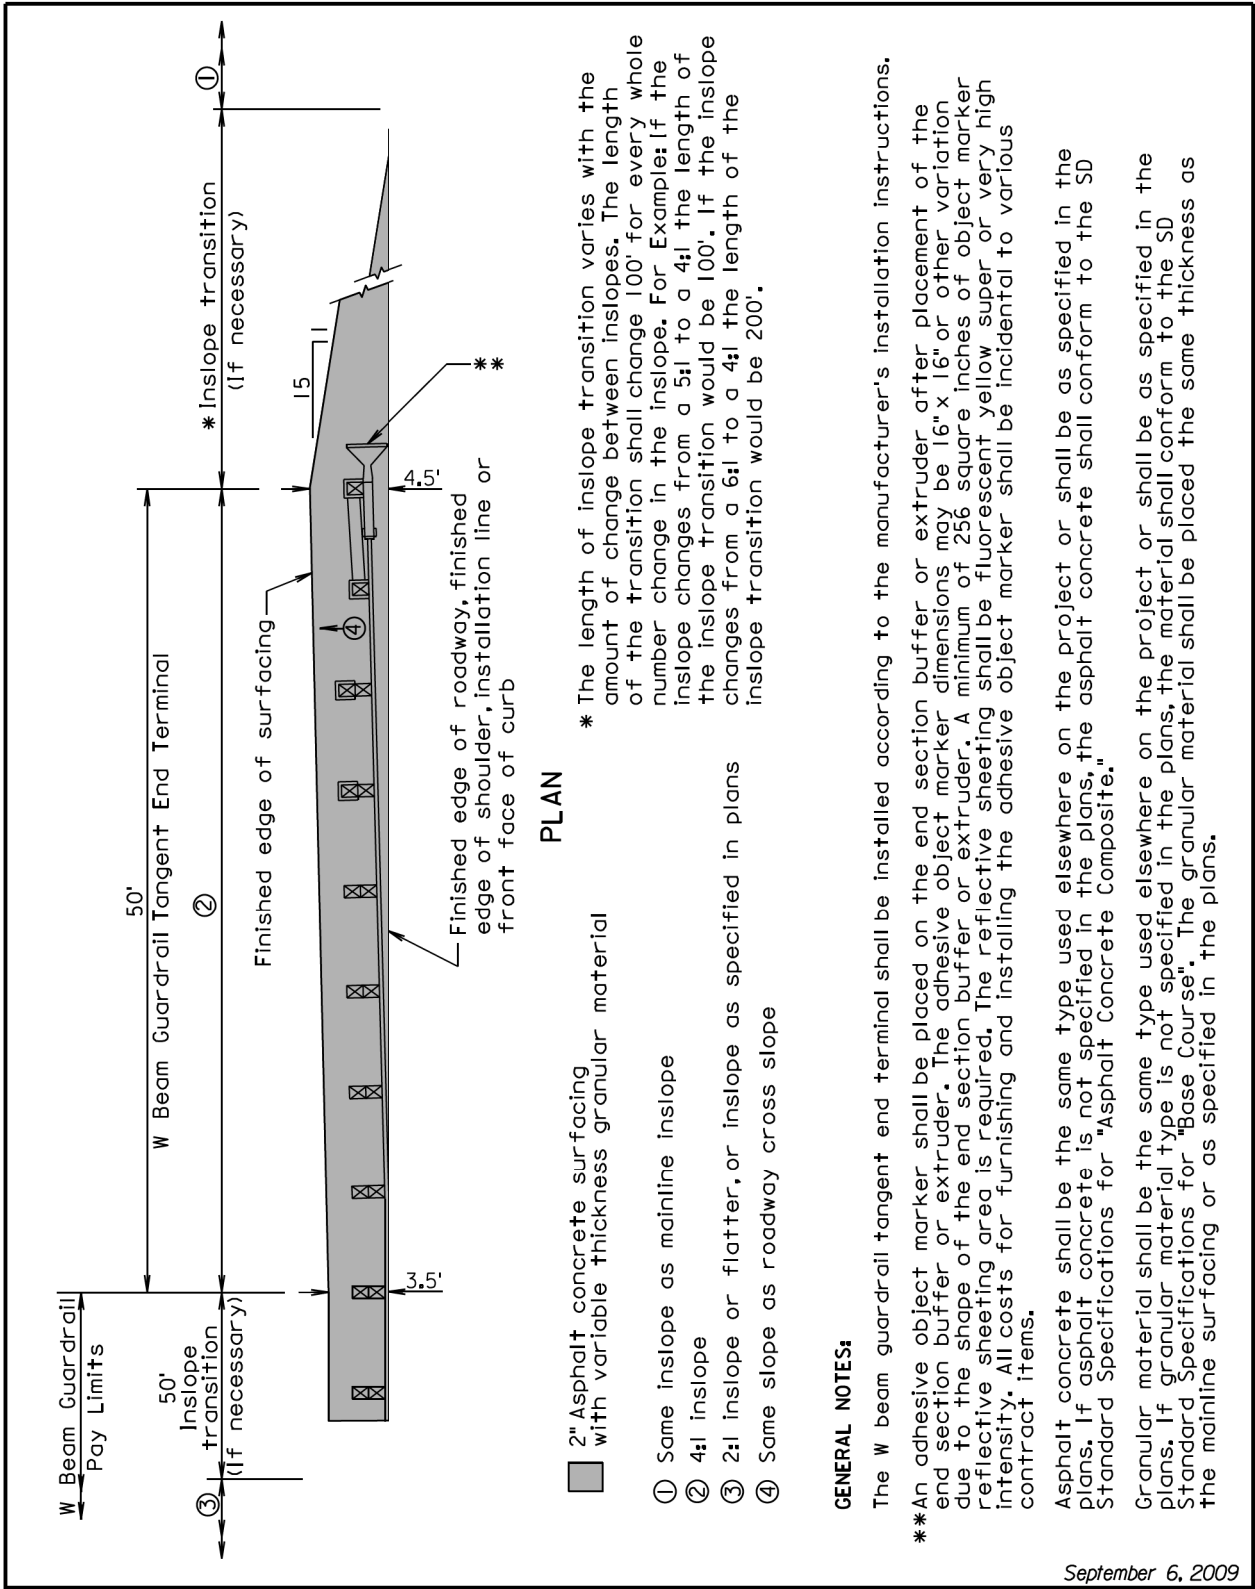 W Beam Guardrail
Pay Limits
50'
W Beam Guardrail Tangent End Terminal
③
50'
Inslope
transition
(If necessary)
②
* Inslope transition
(If necessary)
①
Finished edge of surfacing
15
1
④
3.5'
4.5'
**
Finished edge of roadway, finished
edge of shoulder, installation line or
front face of curb
PLAN
2" Asphalt concrete surfacing
with variable thickness granular material
① Same inslope as mainline inslope
② 4:1 inslope
③ 2:1 inslope or flatter, or inslope as specified in plans
④ Same slope as roadway cross slope
* The length of inslope transition varies with the
amount of change between inslopes. The length
of the transition shall change 100' for every whole
number change in the inslope. For Example: If the
inslope changes from a 5:1 to a 4:1 the length of
the inslope transition would be 100'. If the inslope
changes from a 6:1 to a 4:1 the length of the
inslope transition would be 200'.
GENERAL NOTES:
The W beam guardrail tangent end terminal shall be installed according to the manufacturer's installation instructions.
**An adhesive object marker shall be placed on the end section buffer or extruder after placement of the
end section buffer or extruder. The adhesive object marker dimensions may be 16" x 16" or other variation
due to the shape of the end section buffer or extruder. A minimum of 256 square inches of object marker
reflective sheeting area is required. The reflective sheeting shall be fluorescent yellow super or very high
intensity. All costs for furnishing and installing the adhesive object marker shall be incidental to various
contract items.
Asphalt concrete shall be the same type used elsewhere on the project or shall be as specified in the
plans. If asphalt concrete is not specified in the plans, the asphalt concrete shall conform to the SD
Standard Specifications for "Asphalt Concrete Composite."
Granular material shall be the same type used elsewhere on the project or shall be as specified in the
plans. If granular material type is not specified in the plans, the material shall conform to the SD
Standard Specifications for "Base Course". The granular material shall be placed the same thickness as
the mainline surfacing or as specified in the plans.
September 6, 2009